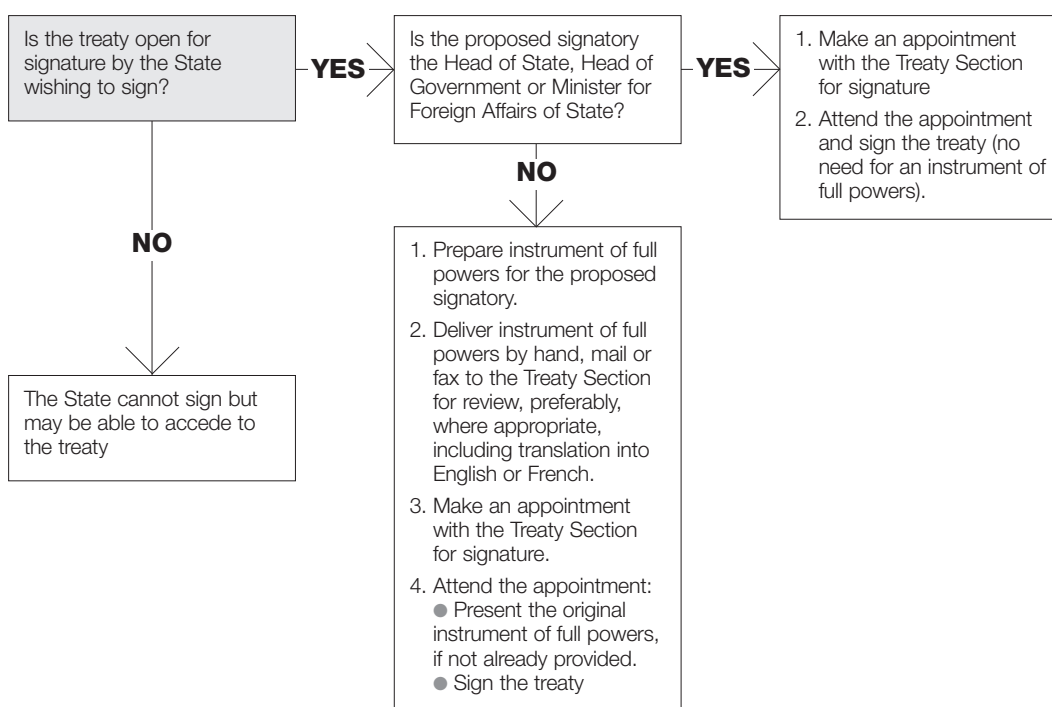 Is the treaty open for
signature by the State
wishing to sign?
YES
Is the proposed signatory
the Head of State, Head of
Government or Minister for
Foreign Affairs of State?
YES
1. Make an appointment
with the Treaty Section
for signature
2. Attend the appointment
and sign the treaty (no
need for an instrument of
full powers).
NO
NO
1. Prepare instrument of full
powers for the proposed
signatory.
2. Deliver instrument of full
powers by hand, mail or
fax to the Treaty Section
for review, preferably,
where appropriate,
including translation into
English or French.
3. Make an appointment
with the Treaty Section
for signature.
4. Attend the appointment:
● Present the original
instrument of full powers,
if not already provided.
● Sign the treaty
The State cannot sign but
may be able to accede to
the treaty